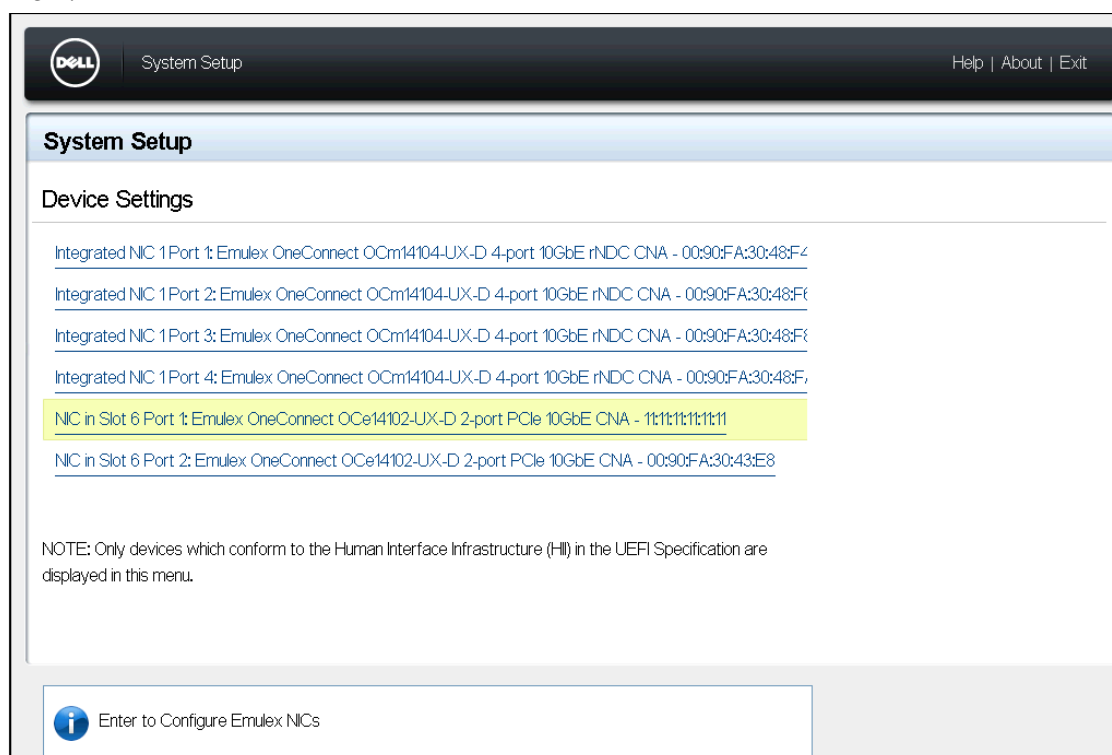 DELL
System Setup
Help | About | Exit
System Setup
Device Settings
Integrated NIC 1 Port 1: Emulex OneConnect OCm14104-UX-D 4-port 10GbE rNDC CNA - 00:90:FA:30:48:F4
Integrated NIC 1 Port 2: Emulex OneConnect OCm14104-UX-D 4-port 10GbE rNDC CNA - 00:90:FA:30:48:F6
Integrated NIC 1 Port 3: Emulex OneConnect OCm14104-UX-D 4-port 10GbE rNDC CNA - 00:90:FA:30:48:F8
Integrated NIC 1 Port 4: Emulex OneConnect OCm14104-UX-D 4-port 10GbE rNDC CNA - 00:90:FA:30:48:F
NIC in Slot 6 Port 1: Emulex OneConnect OCe14102-UX-D 2-port PCIe 10GbE CNA - 11:11:11:11:11:11
NIC in Slot 6 Port 2: Emulex OneConnect OCe14102-UX-D 2-port PCIe 10GbE CNA - 00:90:FA:30:43:E8
NOTE: Only devices which conform to the Human Interface Infrastructure (HII) in the UEFI Specification are
displayed in this menu.
Enter to Configure Emulex NICs